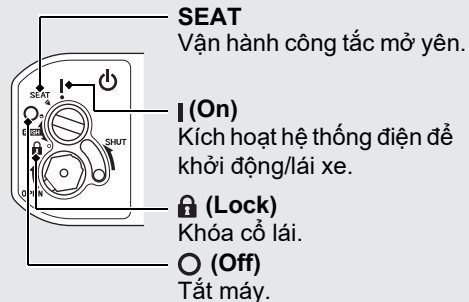 SEAT
Vận hành công tắc mở yên.
SEAT
PUSH
SHUT
OPEN
I (On)
Kích hoạt hệ thống điện để
khởi động/lái xe.
(Lock)
Khóa cổ lái.
(Off)
Tắt máy.